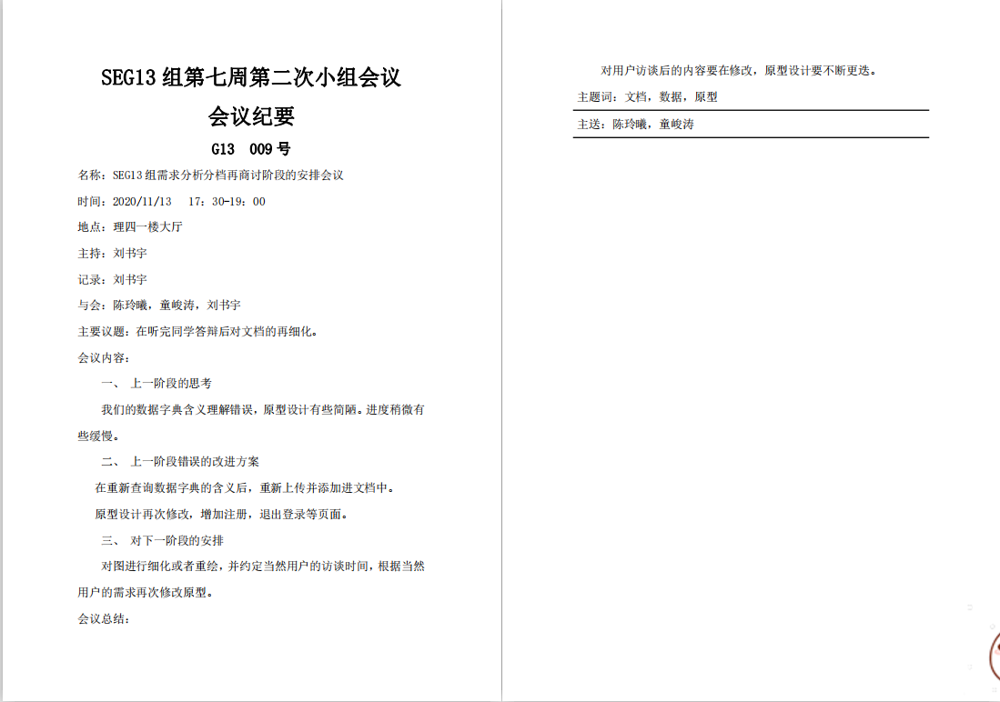 SEG13 组第七周第二次小组会议
会议纪要
G13 009 号
名称：SEG13 组需求分析分档再商讨阶段的安排会议
时间：2020/11/13 17：30-19：00
地点：理四一楼大厅
主持：刘书宇
记录：刘书宇
与会：陈玲曦，童峻涛，刘书宇
主要议题：在听完同学答辩后对文档的再细化。
会议内容：
一、 上一阶段的思考
我们的数据字典含义理解错误，原型设计有些简陋。进度稍微有
些缓慢。
二、 上一阶段错误的改进方案
在重新查询数据字典的含义后，重新上传并添加进文档中。
原型设计再次修改，增加注册，退出登录等页面。
三、 对下一阶段的安排
对图进行细化或者重绘，并约定当然用户的访谈时间，根据当然
用户的需求再次修改原型。
会议总结：
对用户访谈后的内容要在修改，原型设计要不断更迭。
主题词：文档，数据，原型
主送：陈玲曦，童峻涛